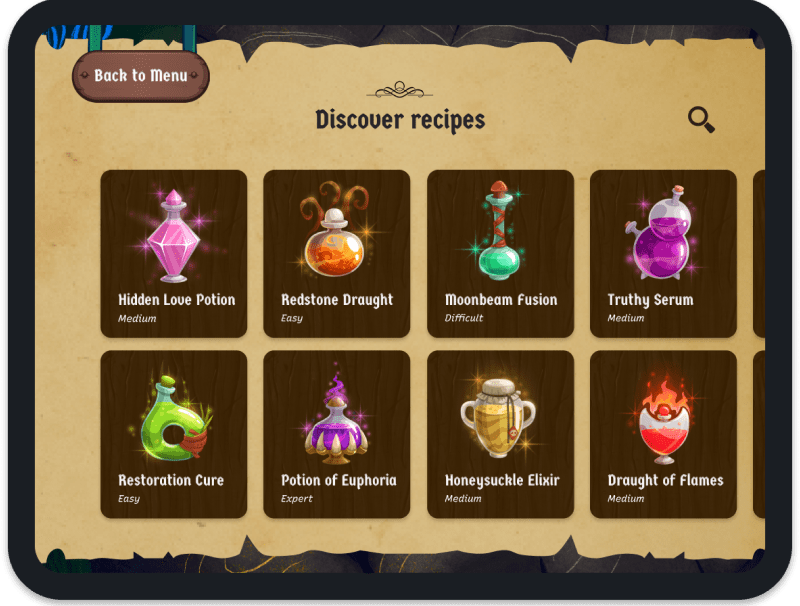 Back to Menu
Discover recipes
Hidden Love Potion
Medium
Redstone Draught
Easy
Moonbeam Fusion
Difficult
Truthy Serum
Medium
Restoration Cure
Easy
Potion of Euphoria
Expert
Honeysuckle Elixir
Medium
Draught of Flames
Medium